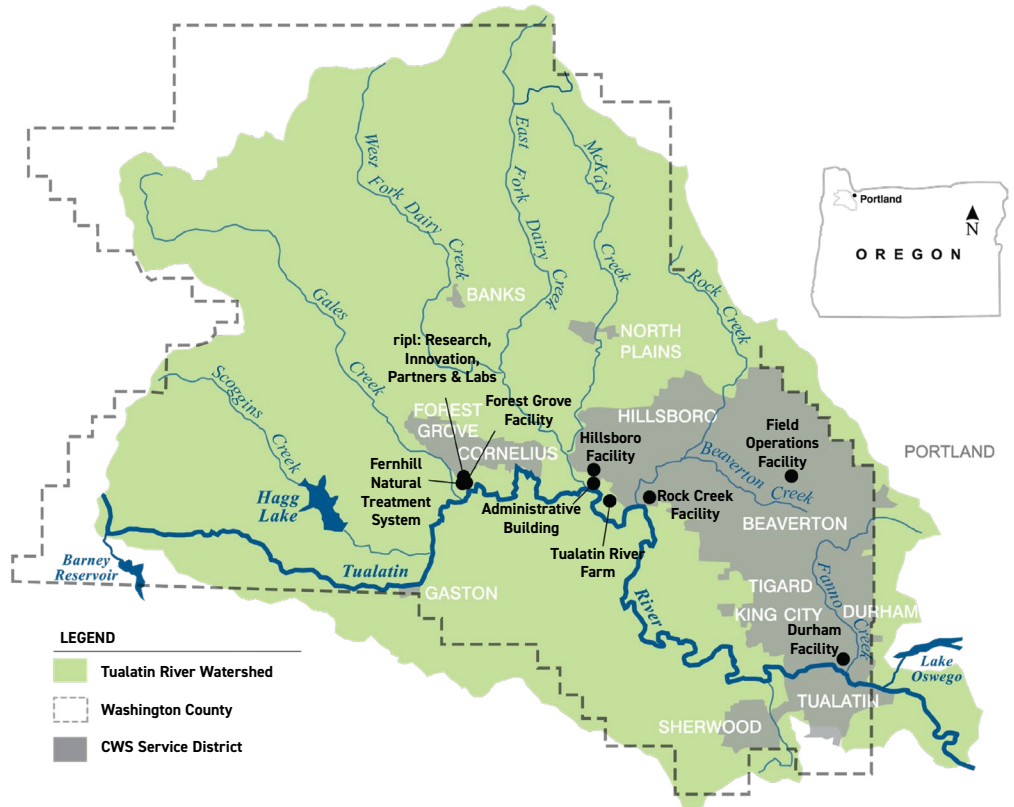 West Fork Dairy Creek
East Fork Dairy Creek
McKay Creek
Rock Creek
Portland
N
OREGON
Gales Creek
BANKS
NORTH
PLAINS
ripl: Research,
Innovation,
Partners & Labs
Scoggins Creek
Forest Grove
Facility
FOREST
GROVE
CORNELIUS
HILLSBORO
Hillsboro
Facility
Field
Operations
Facility
PORTLAND
Beaverton Creek
Fernhill
Natural
Treatment
System
Hagg
Lake
Administrative
Building
Rock Creek
Facility
BEAVERTON
Tualatin River
Farm
Barney
Reservoir
Tualatin River
GASTON
TIGARD
KING CITY
DURHAM
Fanno Creek
Durham
Facility
Lake
Oswego
TUALATIN
SHERWOOD
LEGEND
Tualatin River Watershed
Washington County
CWS Service District